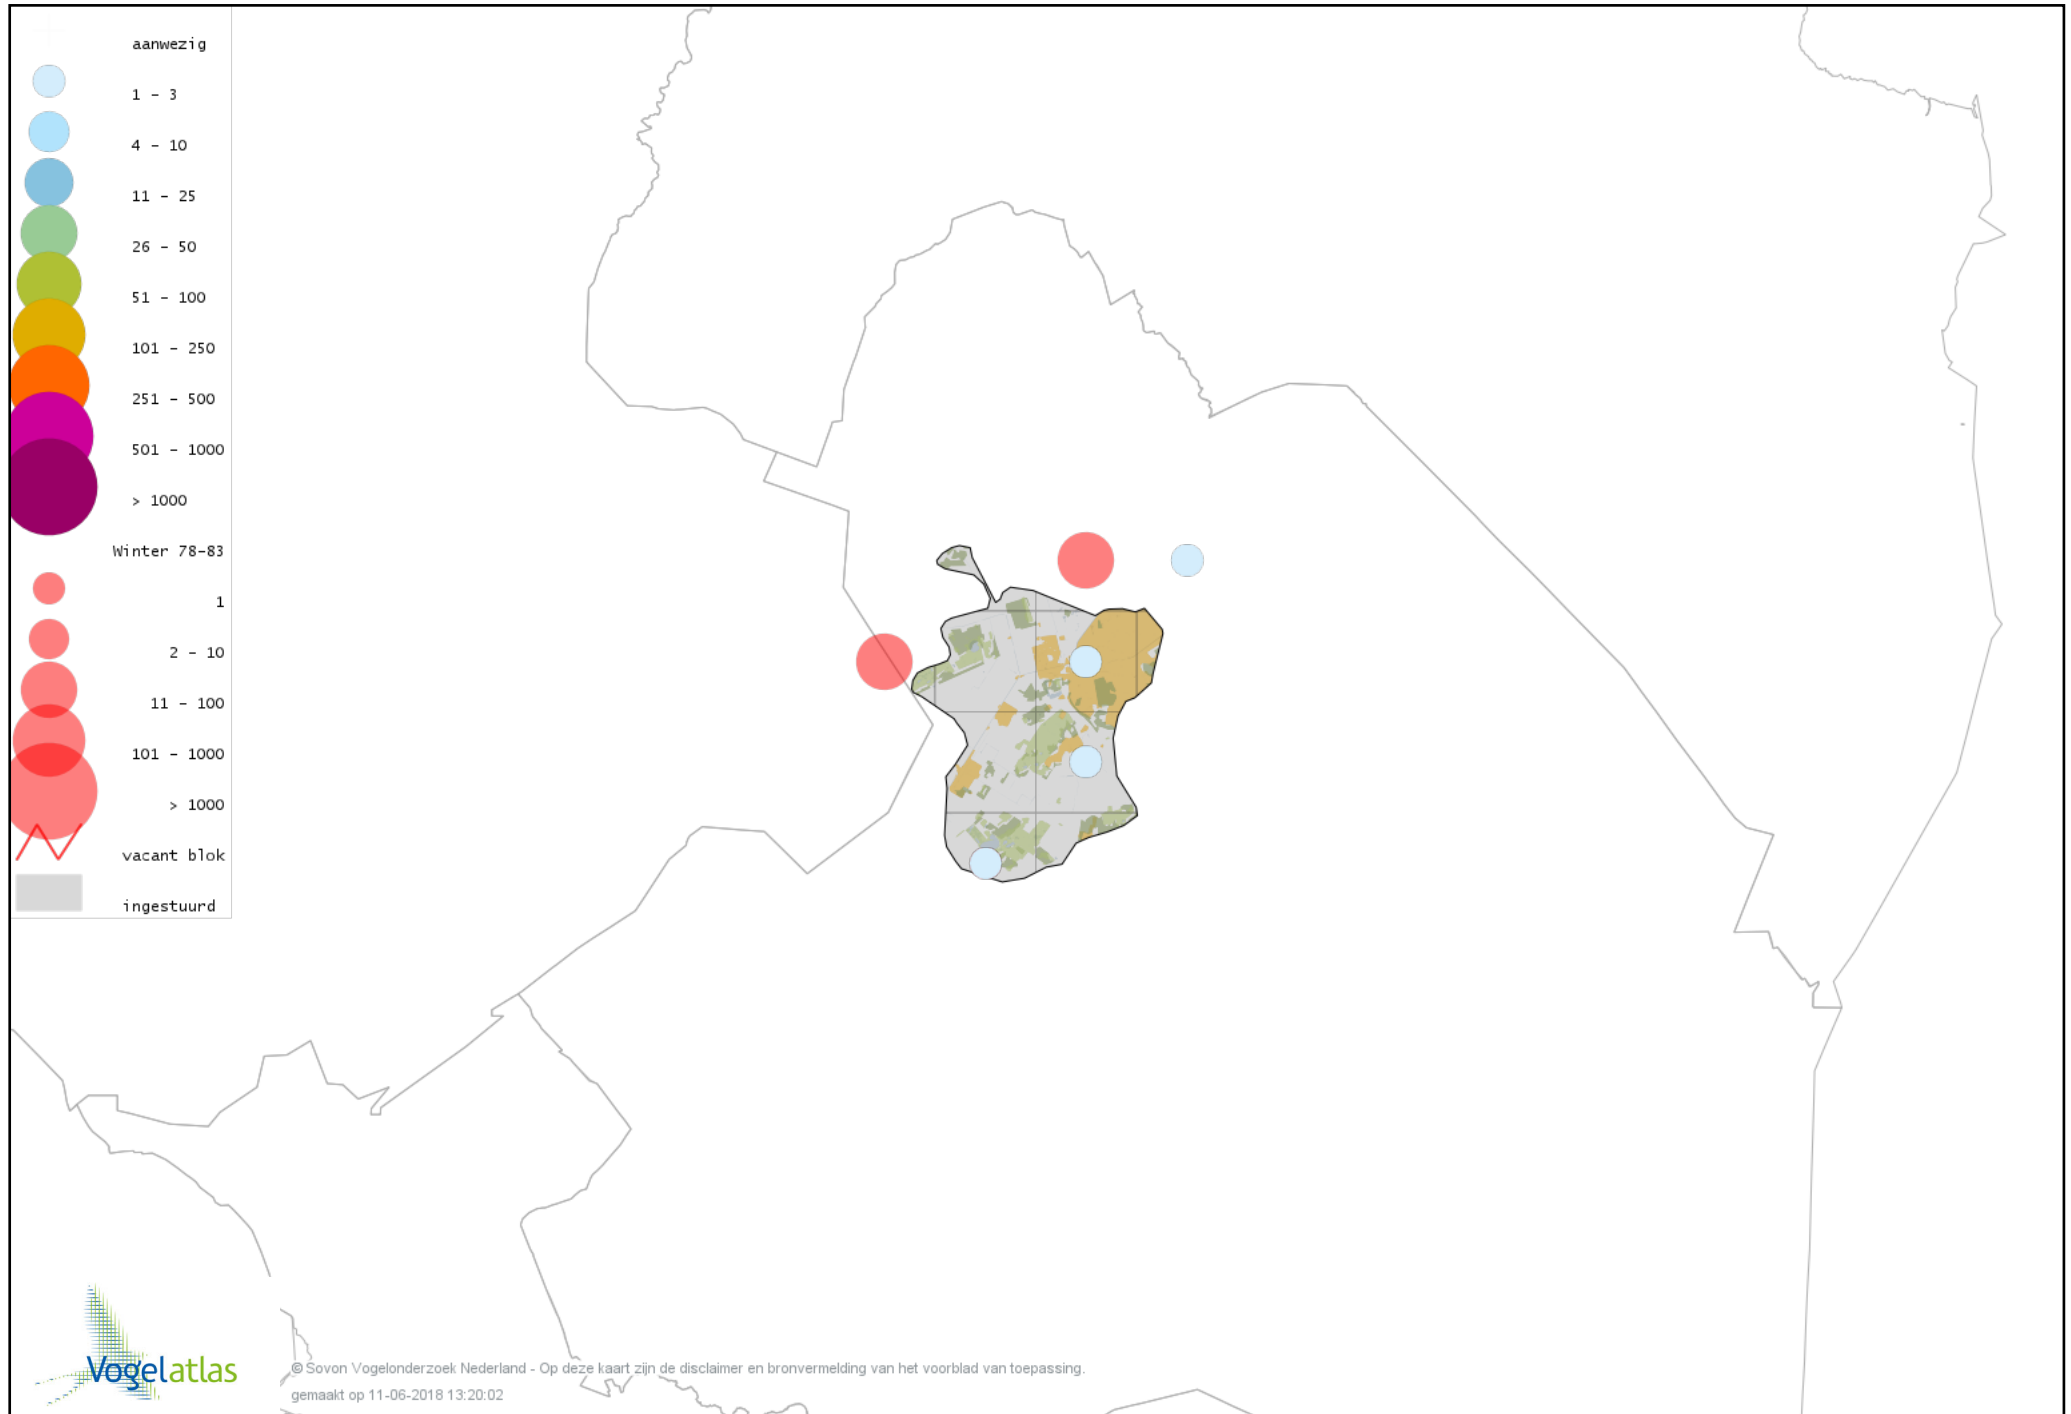 aanwezig
1 – 3
4 – 10
11 – 25
26 – 50
51 – 100
101 – 250
251 – 500
501 – 1000
> 1000
Winter 78–83
1
2 – 10
11 – 100
101 – 1000
> 1000
vacant blok
ingestuurd
Vogelatlas
© Sovon Vogelonderzoek Nederland - Op deze kaart zijn de disclaimer en bronvermelding van het voorblad van toepassing.
gemaakt op 11-06-2018 13:20:02